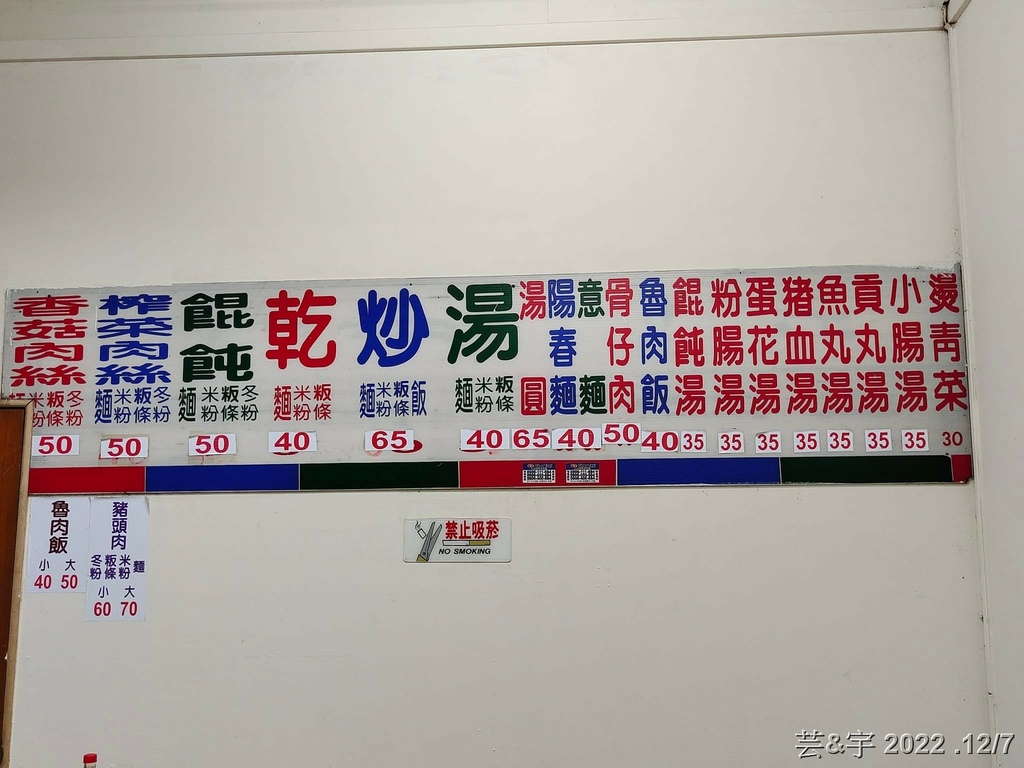 香菇肉絲
麵米粉粄條冬粉
50
榨菜肉絲
麵米粉粄條冬粉
50
餛飩
麵米粉粄條冬粉
50
乾
麵米粉粄條
40
炒
麵米粉粄條飯
65
湯
麵米粉粄條
40
湯圓
65
陽春麵
意麵
40
骨仔肉
50
魯肉飯
40
餛飩湯
35
粉腸湯
35
蛋花湯
35
猪血湯
35
魚丸湯
35
貢丸湯
35
小腸湯
35
燙青菜
30
魯肉飯
小 大
40 50
豬頭肉
麵米粉粄條冬粉
小 大
60 70
禁止吸菸
NO SMOKING
芸&宇 2022 .12/7